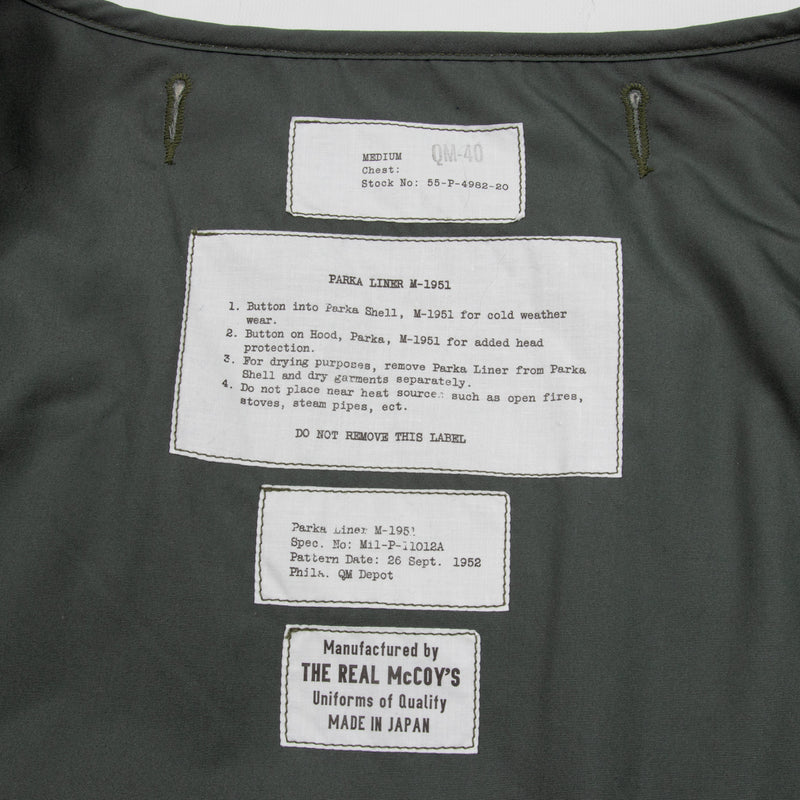 MEDIUM QM-40
Chest:
Stock No: 55-P-4982-20
PARKA LINER M-1951
1. Button into Parka Shell, M-1951 for cold weather
wear.
2. Button on Hood, Parka, M-1951 for added head
protection.
3. For drying purposes, remove Parka Liner from Parka
Shell and dry garments separately.
4. Do not place near heat source: such as open fires,
stoves, steam pipes, ect.
DO NOT REMOVE THIS LABEL
Parka Liner M-1951
Spec. No: Mil-P-11012A
Pattern Date: 26 Sept. 1952
Phila. QM Depot
Manufactured by
THE REAL McCOY'S
Uniforms of Quality
MADE IN JAPAN